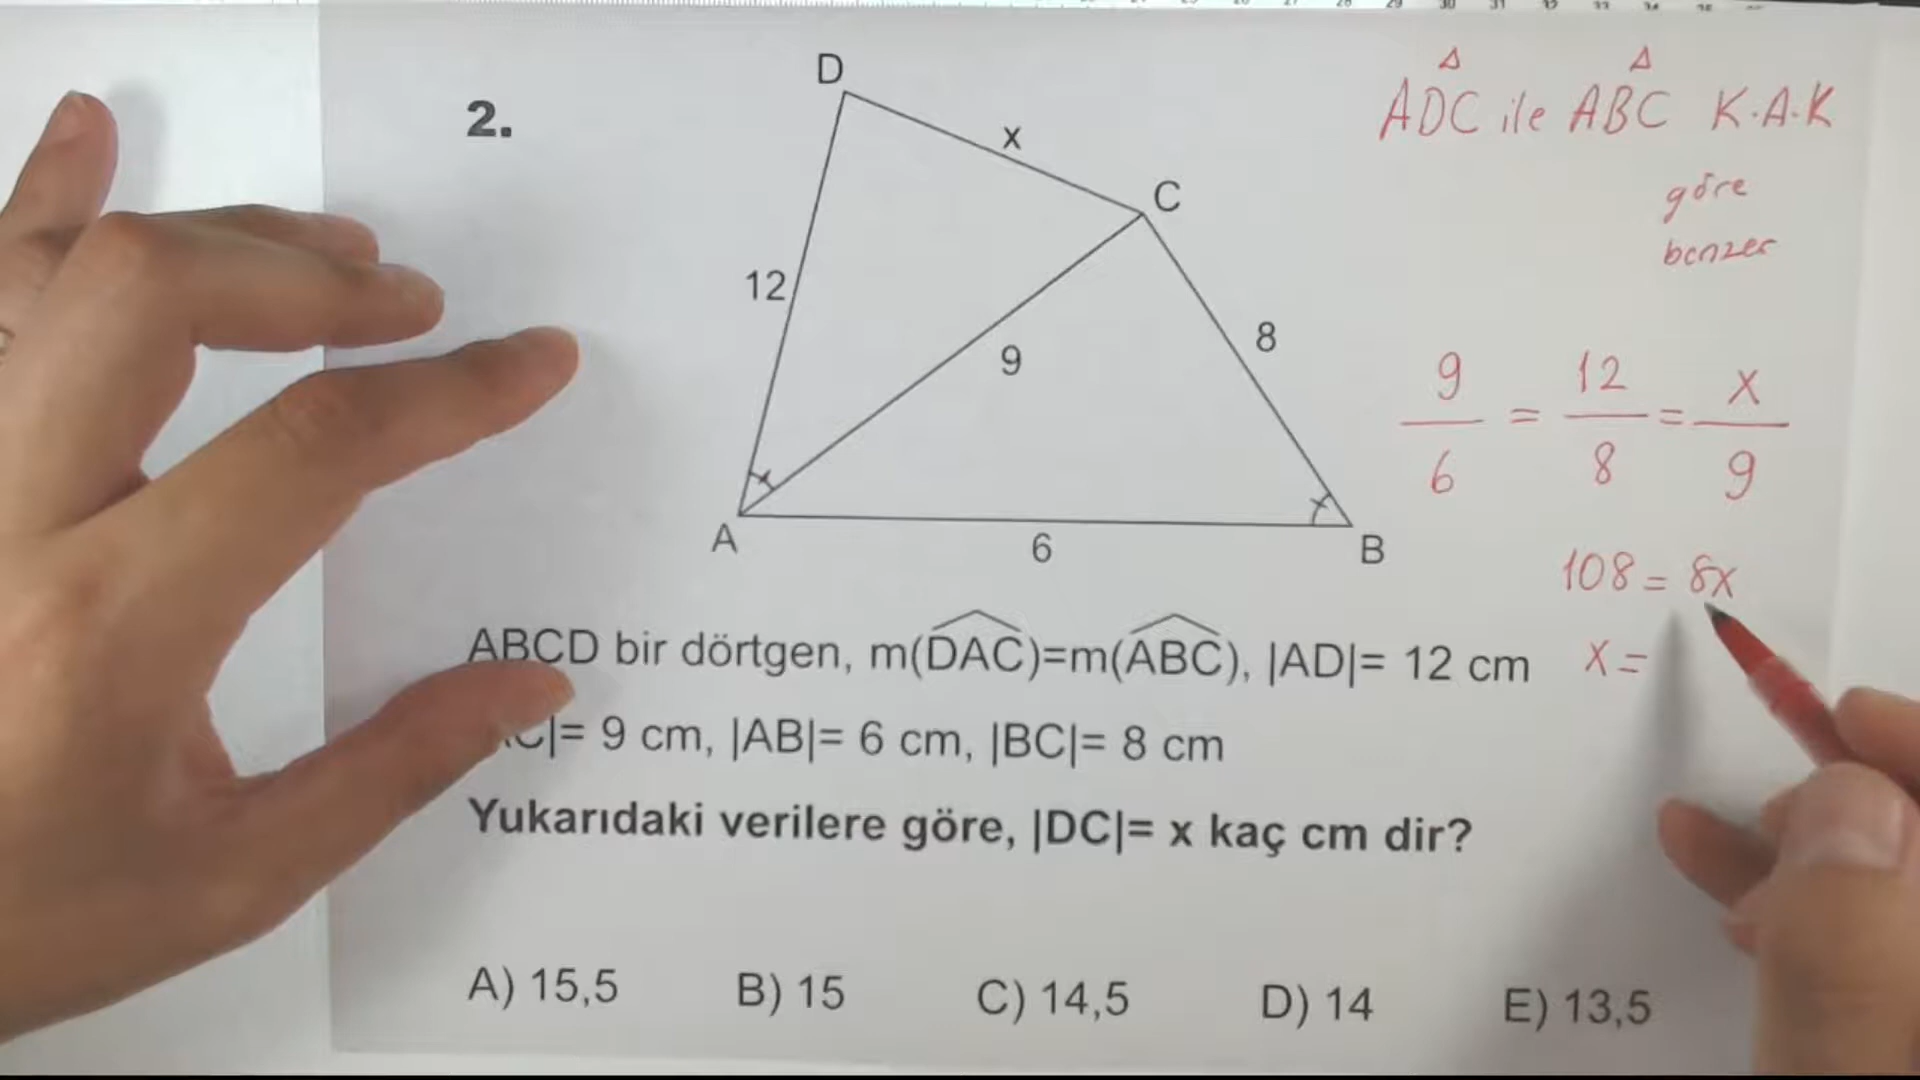 2.
D
x
C
12
9
8
A
6
B
ADC ile ABC K.A.K
göre
benzer
9/6 = 12/8 = x/9
108 = 8x
x =
ABCD bir dörtgen, m(DAC)=m(ABC), |AD|= 12 cm
C|= 9 cm, |AB|= 6 cm, |BC|= 8 cm
Yukarıdaki verilere göre, |DC|= x kaç cm dir?
A) 15,5 B) 15 C) 14,5 D) 14 E) 13,5